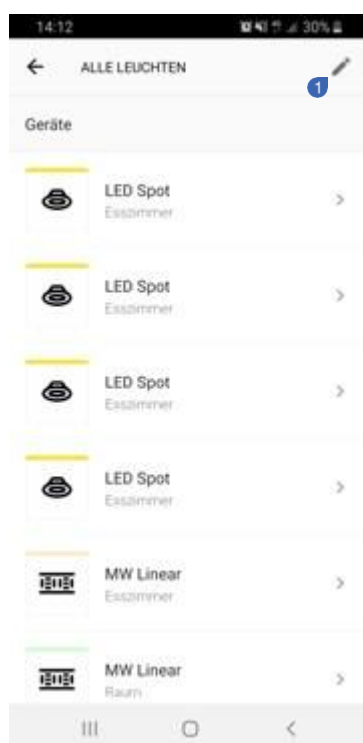 14:12
30%
ALLE LEUCHTEN
1
Geräte
LED Spot
Esszimmer
LED Spot
Esszimmer
LED Spot
Esszimmer
LED Spot
Esszimmer
MW Linear
Esszimmer
MW Linear
Raum